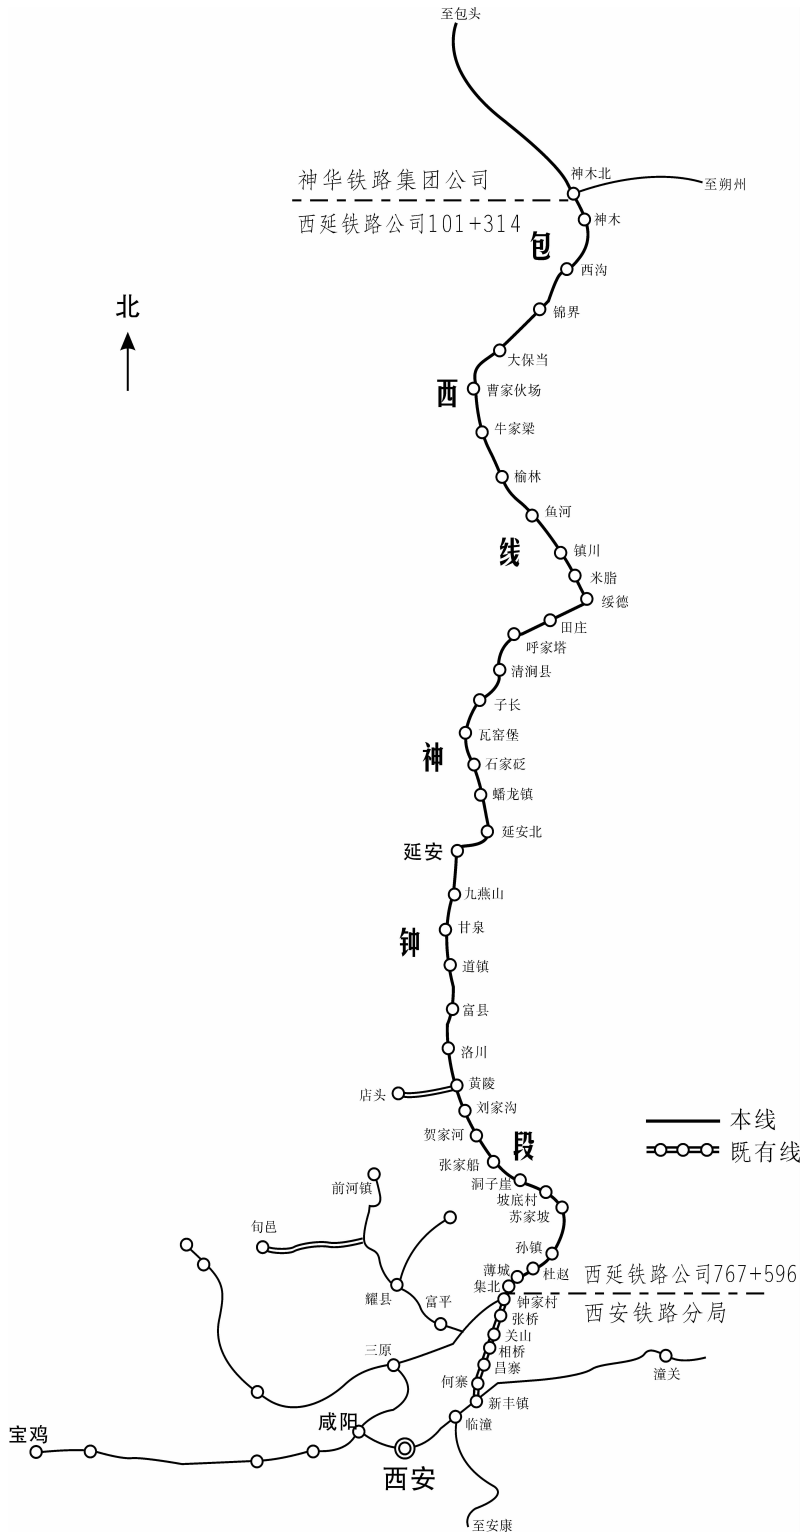 至包头
神木北
神华铁路集团公司
至朔州
西延铁路公司101+314
神木
包
西沟
北
锦界
大保当
西
曹家伙场
牛家梁
榆林
鱼河
线
镇川
米脂
绥德
田庄
呼家塔
清涧县
子长
瓦窑堡
神
石家砭
蟠龙镇
延安北
延安
九燕山
甘泉
钟
道镇
富县
洛川
黄陵
店头
刘家沟
本线
贺家河
段
既有线
张家船
洞子崖
前河镇
坡底村
苏家坡
旬邑
孙镇
薄城
杜赵
西延铁路公司767+596
集北
耀县
富平
钟家村
西安铁路分局
张桥
关山
三原
相桥
昌寨
潼关
何寨
新丰镇
咸阳
临潼
宝鸡
西安
至安康